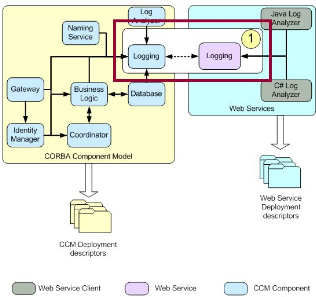 Log
Analyzer
Java Log
Analyzer
Naming
Service
1
Logging
Logging
Gateway
Business
Logic
Database
C# Log
Analyzer
Web Services
Identity
Manager
Coordinator
CORBA Component Model
Web Service
Deployment
descriptors
CCM Deployment
descriptors
Web Service Client
Web Service
CCM Component